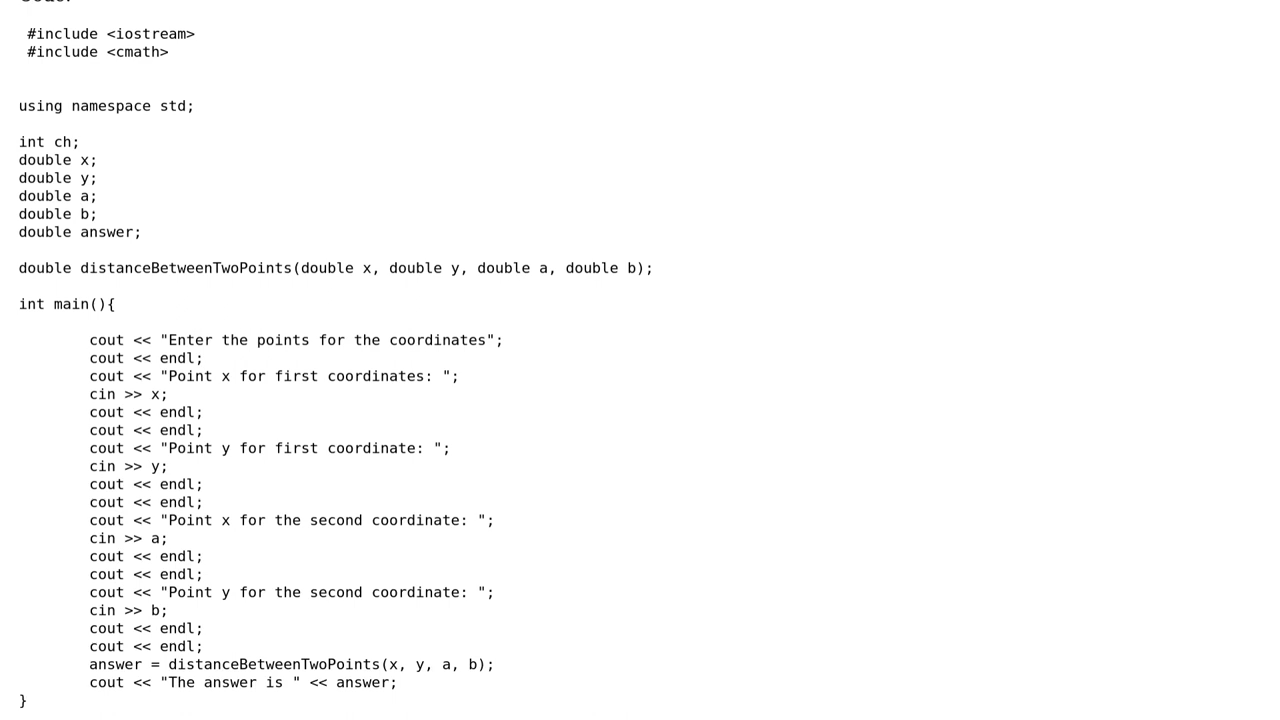 #include <iostream>
#include <cmath>
using namespace std;
int ch;
double x;
double y;
double a;
double b;
double answer;
double distanceBetweenTwoPoints(double x, double y, double a, double b);
int main(){
cout << "Enter the points for the coordinates";
cout << endl;
cout << "Point x for first coordinates: ";
cin >> x;
cout << endl;
cout << endl;
cout << "Point y for first coordinate: ";
cin >> y;
cout << endl;
cout << endl;
cout << "Point x for the second coordinate: ";
cin >> a;
cout << endl;
cout << endl;
cout << "Point y for the second coordinate: ";
cin >> b;
cout << endl;
cout << endl;
answer = distanceBetweenTwoPoints(x, y, a, b);
cout << "The answer is " << answer;
}